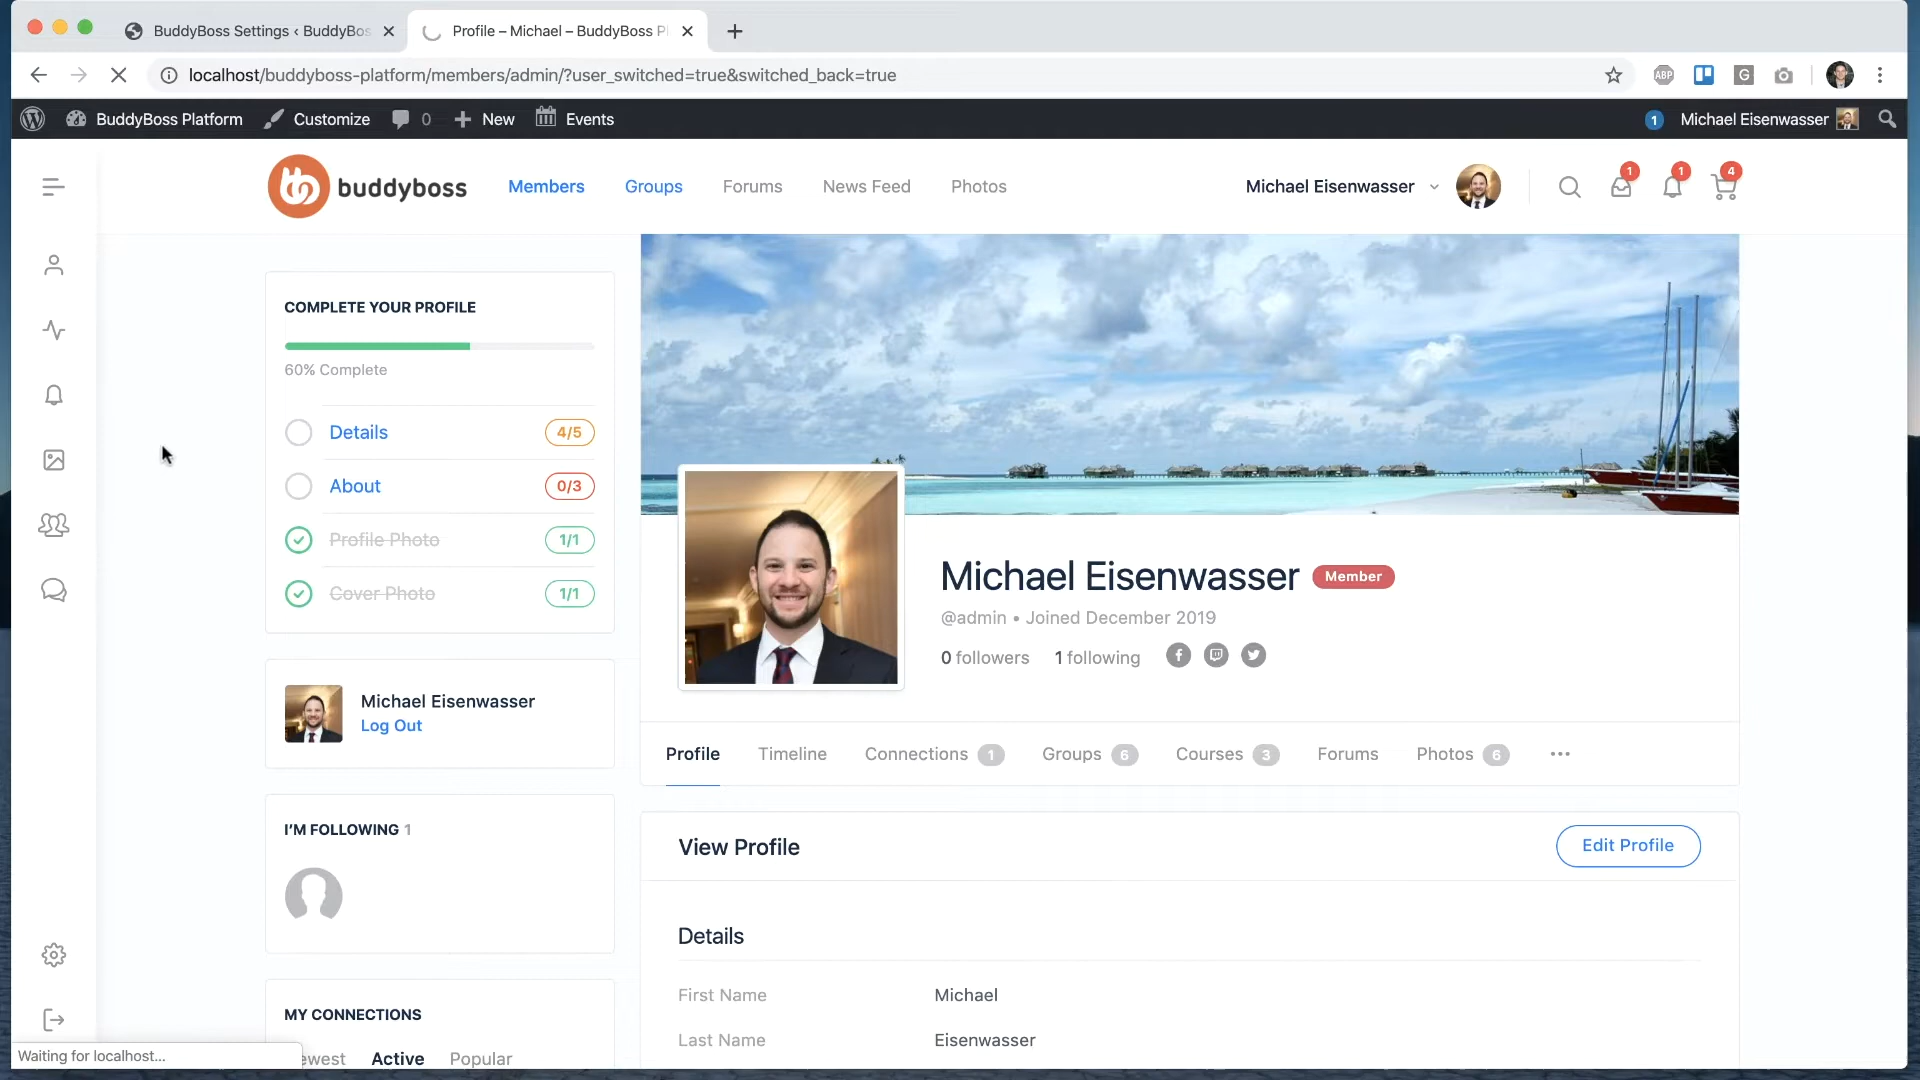 BuddyBoss Settings ‹ BuddyBos
Profile – Michael – BuddyBoss Pl
localhost/buddyboss-platform/members/admin/?user_switched=true&switched_back=true
ABP
G
BuddyBoss Platform
Customize
0
New
Events
1
Michael Eisenwasser
buddyboss
Members
Groups
Forums
News Feed
Photos
Michael Eisenwasser
1
1
4
COMPLETE YOUR PROFILE
60% Complete
Details 4/5
About 0/3
Profile Photo 1/1
Cover Photo 1/1
Michael Eisenwasser
Log Out
I'M FOLLOWING 1
MY CONNECTIONS
ewest Active Popular
Michael Eisenwasser Member
@admin • Joined December 2019
0 followers 1 following
Profile Timeline Connections 1 Groups 6 Courses 3 Forums Photos 6
View Profile
Edit Profile
Details
First Name Michael
Last Name Eisenwasser
Waiting for localhost...